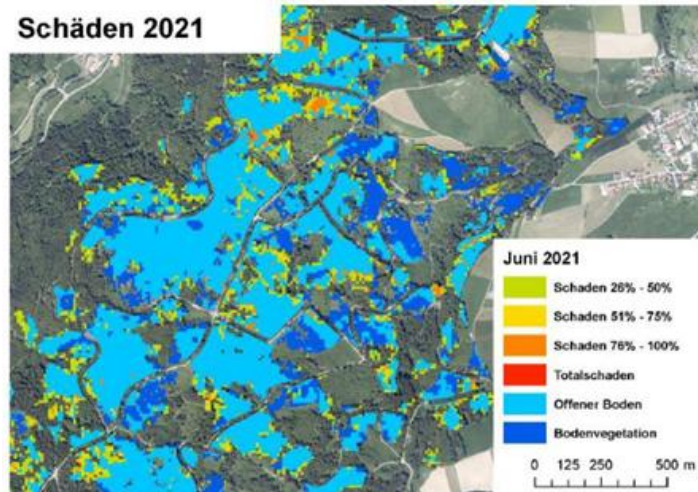 Schäden 2021
Juni 2021
Schaden 26% - 50%
Schaden 51% - 75%
Schaden 76% - 100%
Totalschaden
Offener Boden
Bodenvegetation
0 125 250 500 m